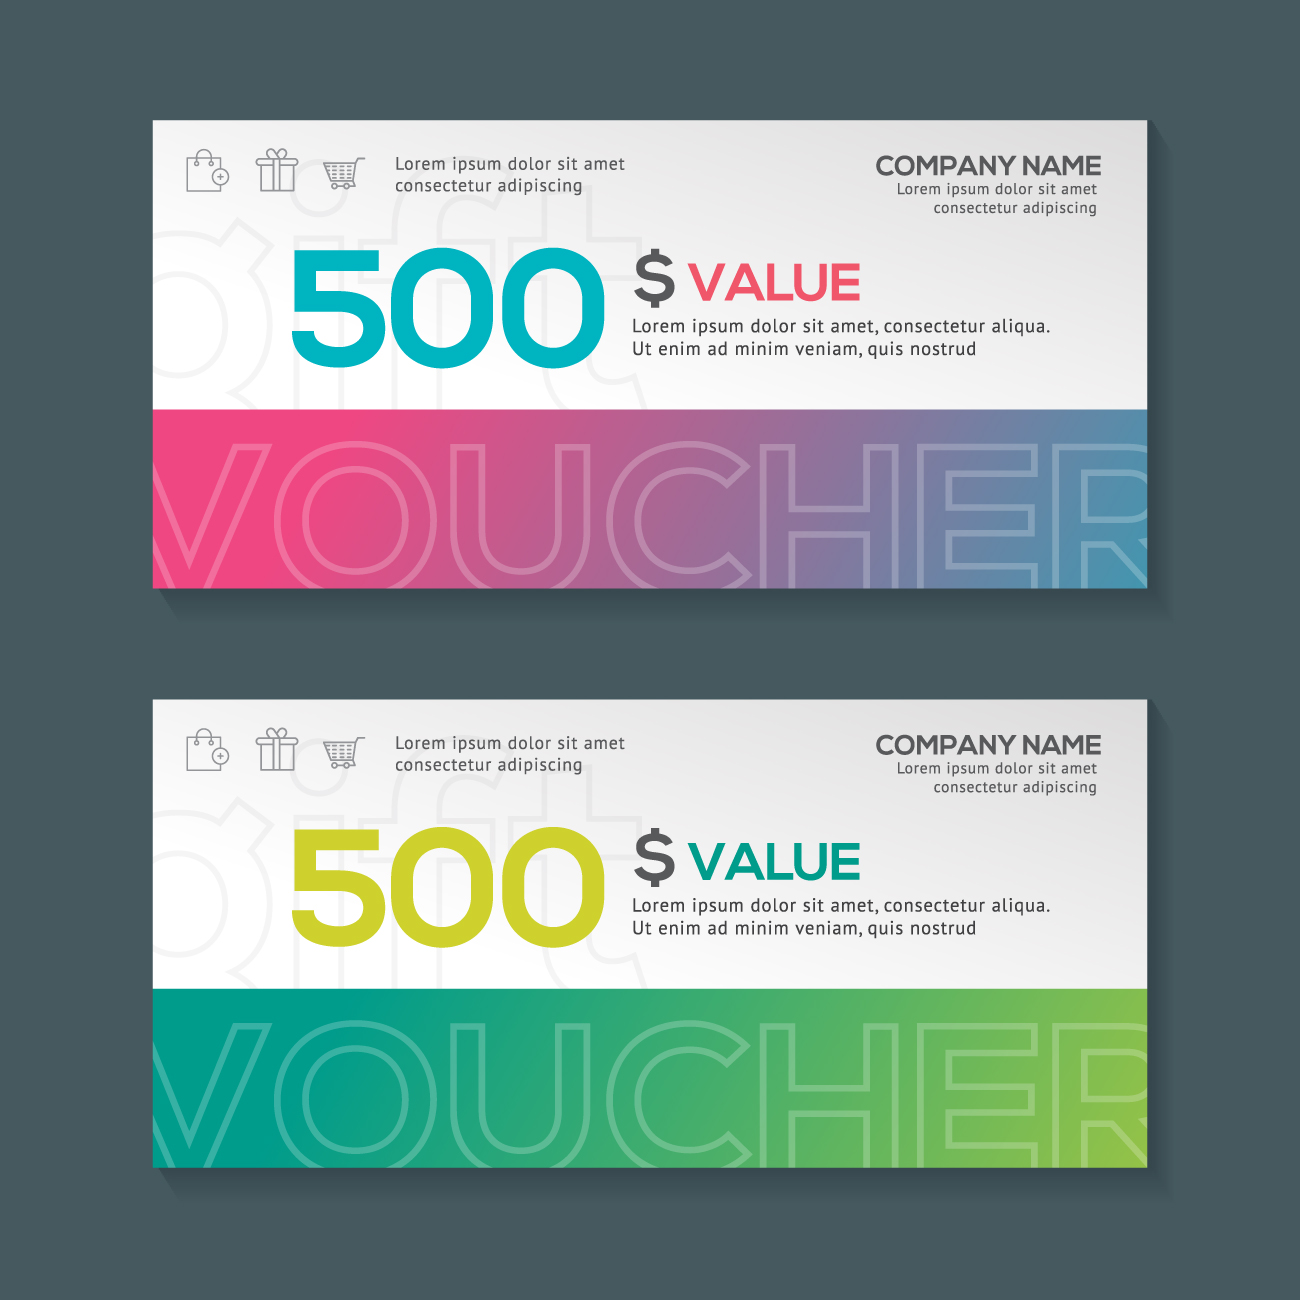 Lorem ipsum dolor sit amet
consectetur adipiscing
COMPANY NAME
Lorem ipsum dolor sit amet
consectetur adipiscing
gift
500 $ VALUE
Lorem ipsum dolor sit amet, consectetur aliqua.
Ut enim ad minim veniam, quis nostrud
VOUCHER
Lorem ipsum dolor sit amet
consectetur adipiscing
COMPANY NAME
Lorem ipsum dolor sit amet
consectetur adipiscing
gift
500 $ VALUE
Lorem ipsum dolor sit amet, consectetur aliqua.
Ut enim ad minim veniam, quis nostrud
VOUCHER